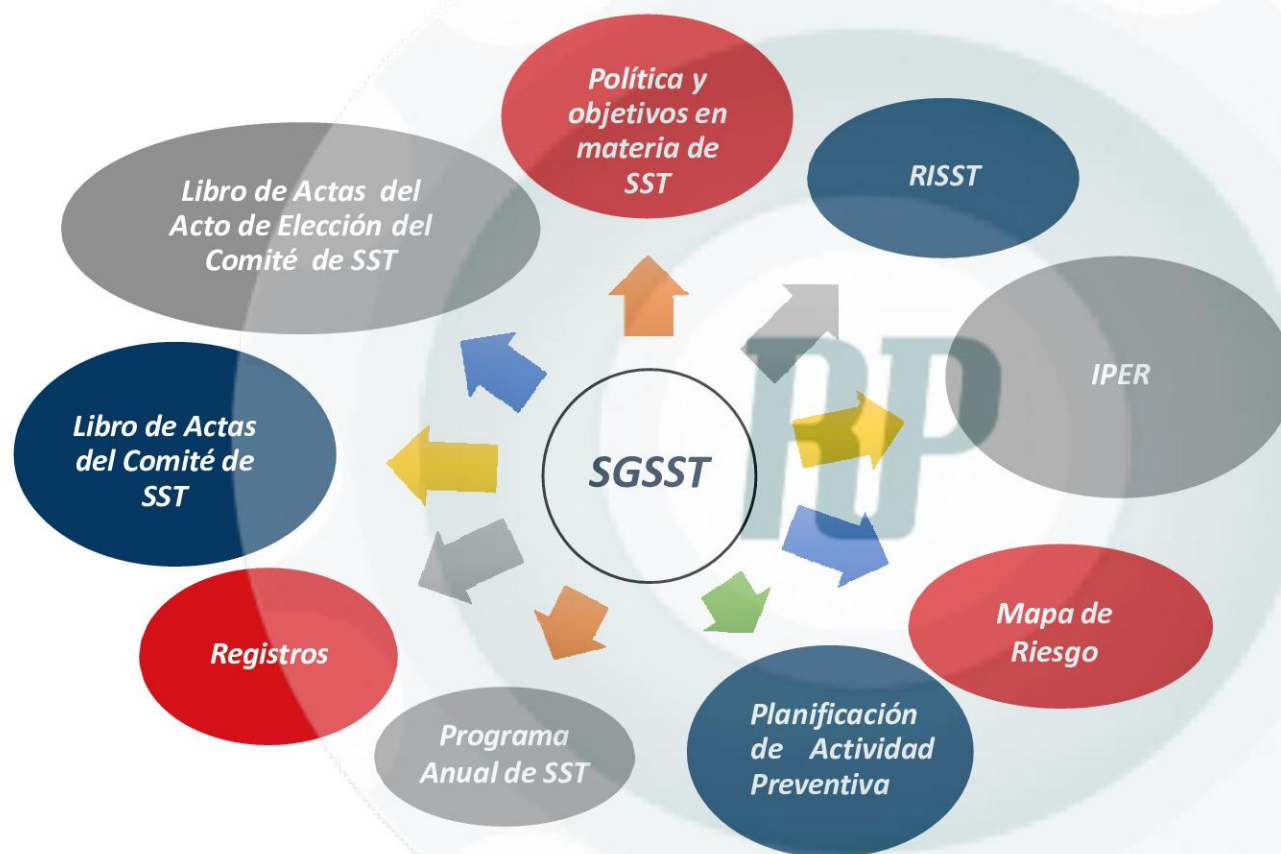 Política y
objetivos en
materia de
SST
RISST
IPER
Mapa de
Riesgo
Planificación
de Actividad
Preventiva
Programa
Anual de SST
Registros
Libro de Actas
del Comité de
SST
Libro de Actas del
Acto de Elección del
Comité de SST
SGSST